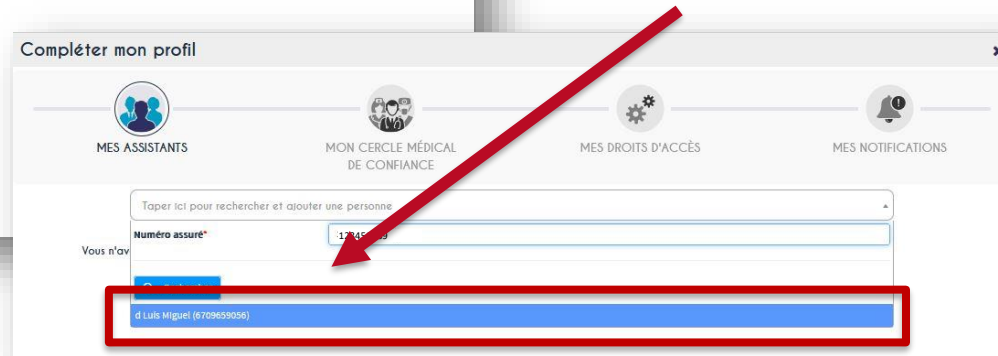 Compléter mon profil
MES ASSISTANTS
MON CERCLE MÉDICAL
DE CONFIANCE
MES DROITS D'ACCÈS
MES NOTIFICATIONS
Taper ici pour rechercher et ajouter une personne
Numéro assuré*
Vous n'av
d Luis Miguel (6709659056)